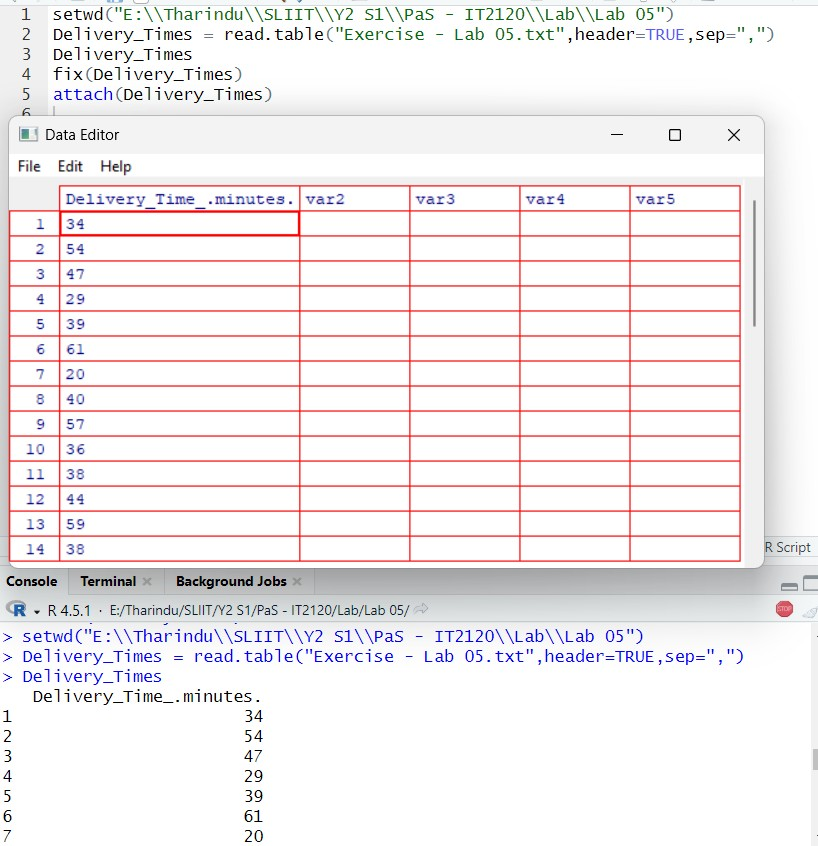 1 setwd("E:\\Tharindu\\SLIIT\\Y2 S1\\PaS - IT2120\\Lab\\Lab 05")
2 Delivery_Times = read.table("Exercise - Lab 05.txt",header=TRUE,sep=",")
3 Delivery_Times
4 fix(Delivery_Times)
5 attach(Delivery_Times)
6
Data Editor
File Edit Help
Delivery_Time_.minutes. var2 var3 var4 var5
1 34
2 54
3 47
4 29
5 39
6 61
7 20
8 40
9 57
10 36
11 38
12 44
13 59
14 38
R Script
Console Terminal Background Jobs
R R 4.5.1 · E:/Tharindu/SLIIT/Y2 S1/PaS - IT2120/Lab/Lab 05/
STOP
> setwd("E:\\Tharindu\\SLIIT\\Y2 S1\\PaS - IT2120\\Lab\\Lab 05")
> Delivery_Times = read.table("Exercise - Lab 05.txt",header=TRUE,sep=",")
> Delivery_Times
Delivery_Time_.minutes.
1 34
2 54
3 47
4 29
5 39
6 61
7 20